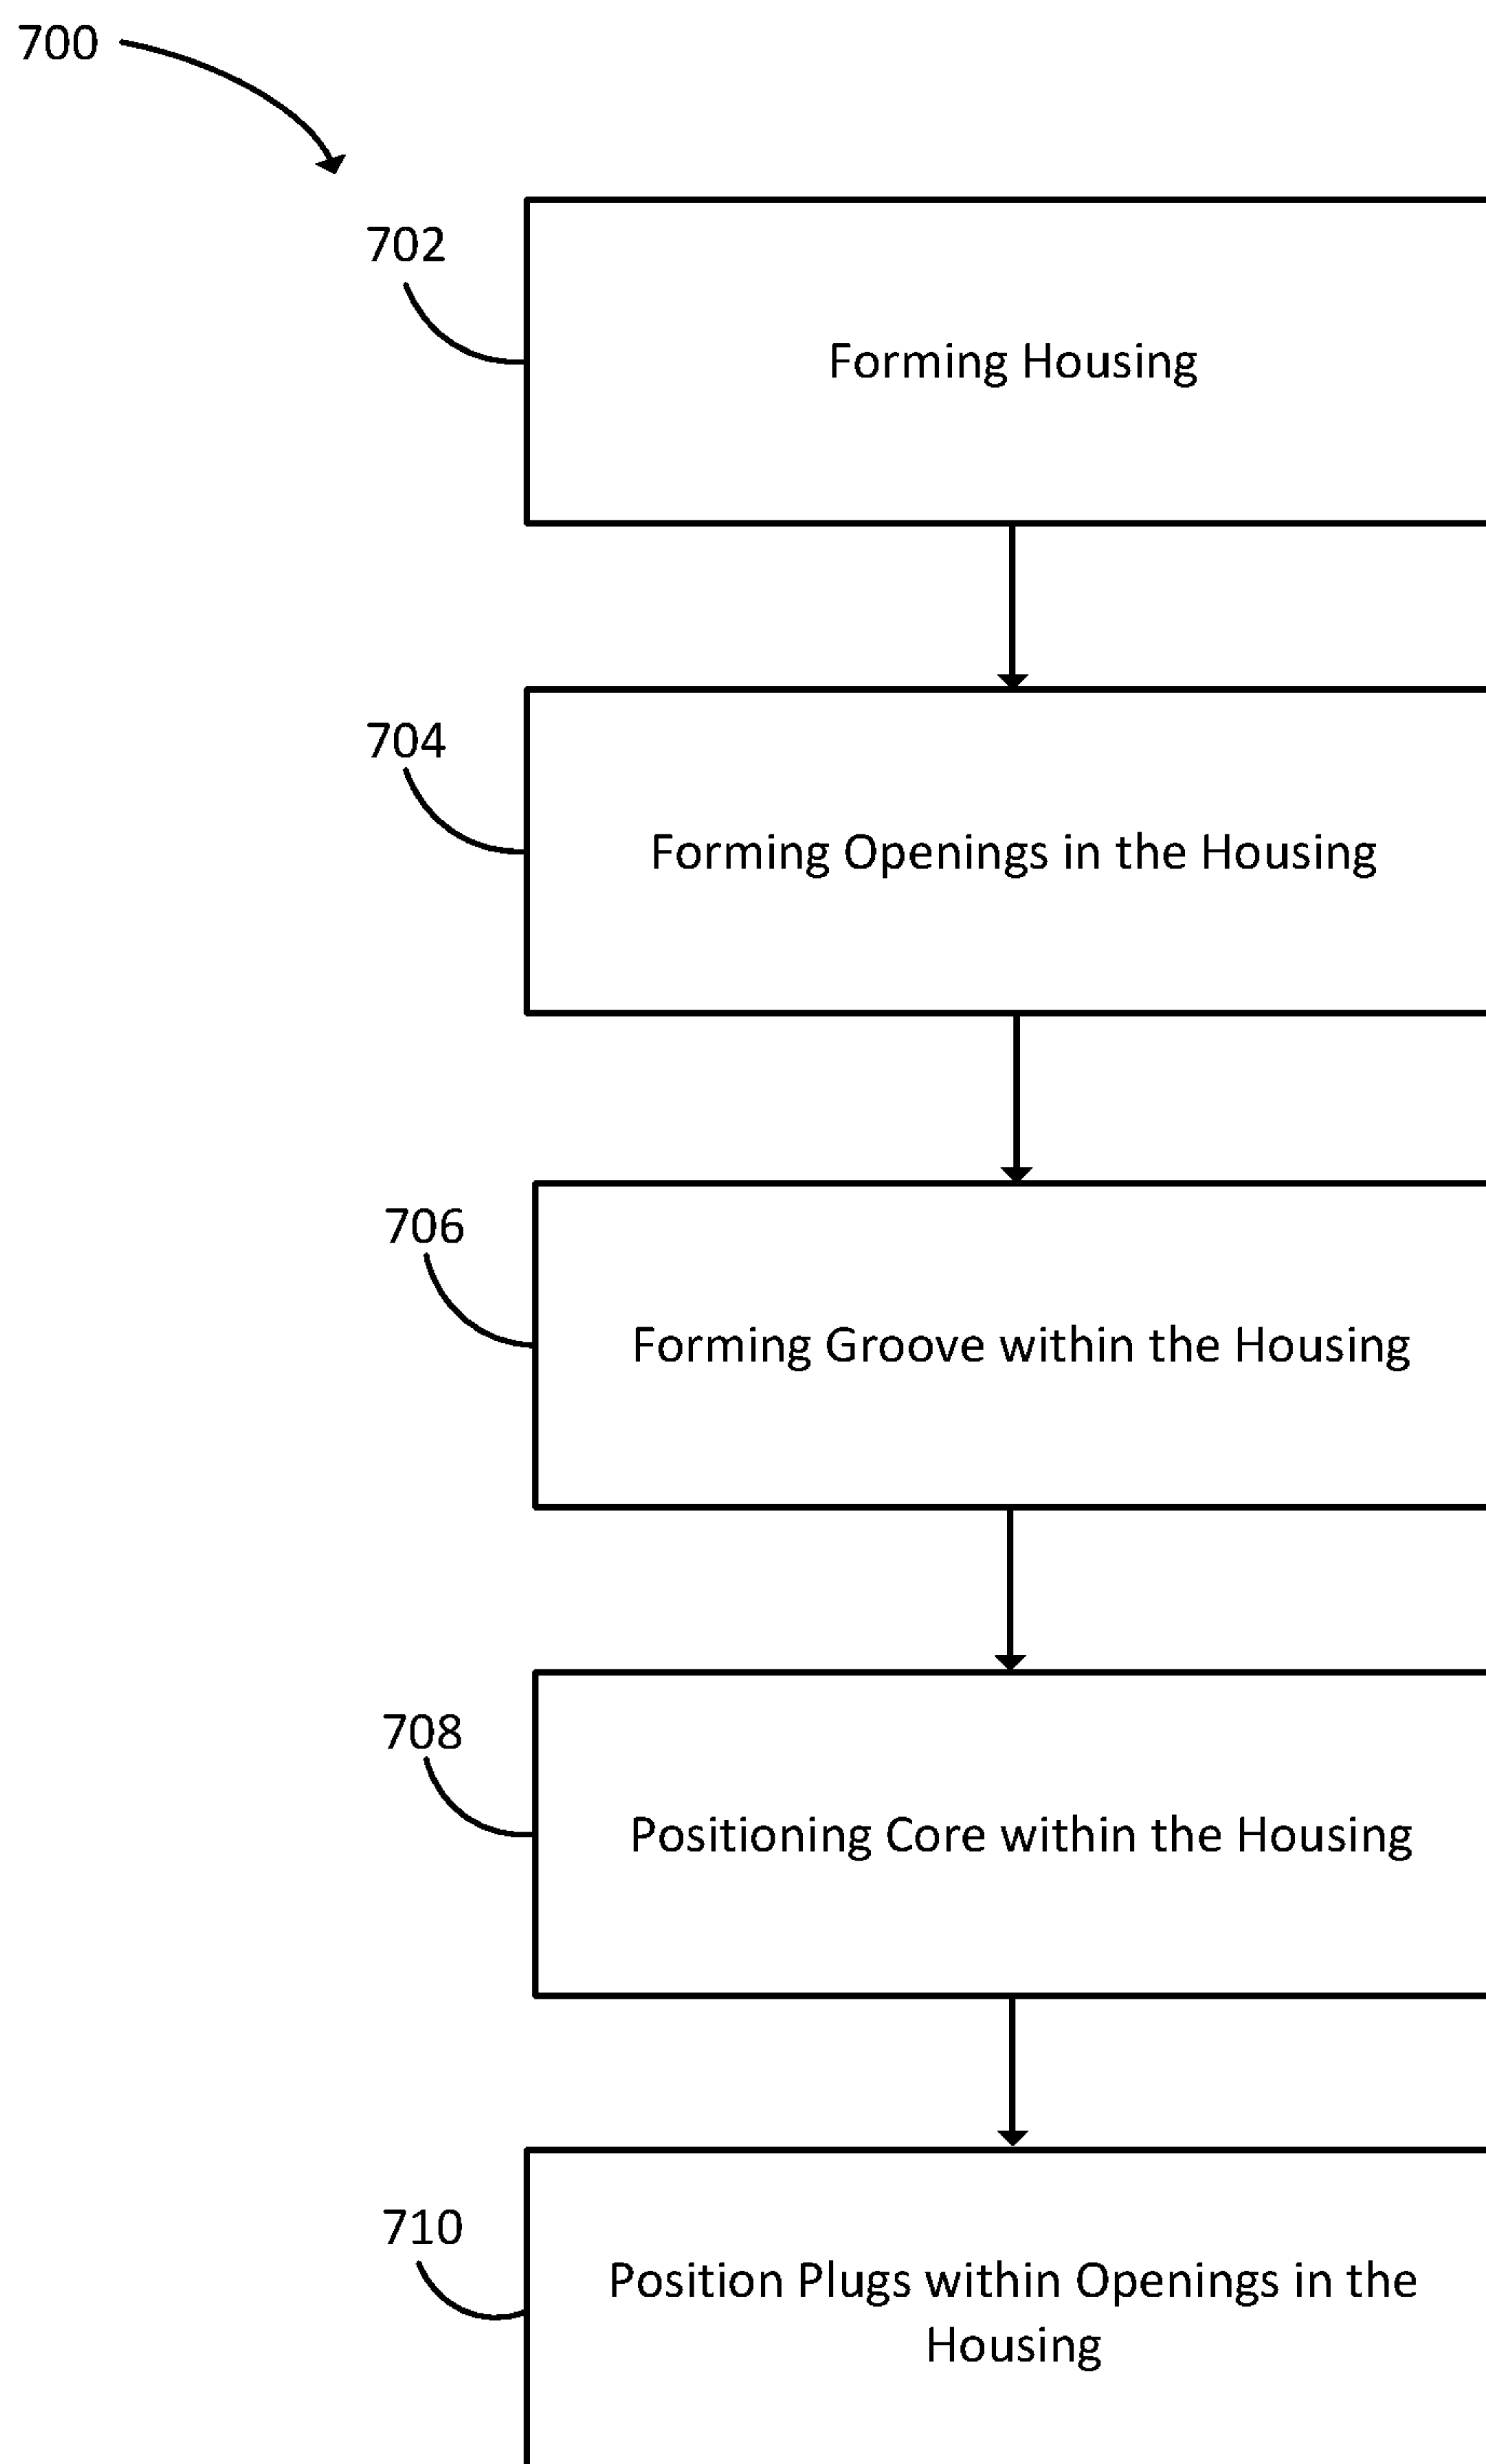 700
702
Forming Housing
704
Forming Openings in the Housing
706
Forming Groove within the Housing
708
Positioning Core within the Housing
710
Position Plugs within Openings in the
Housing